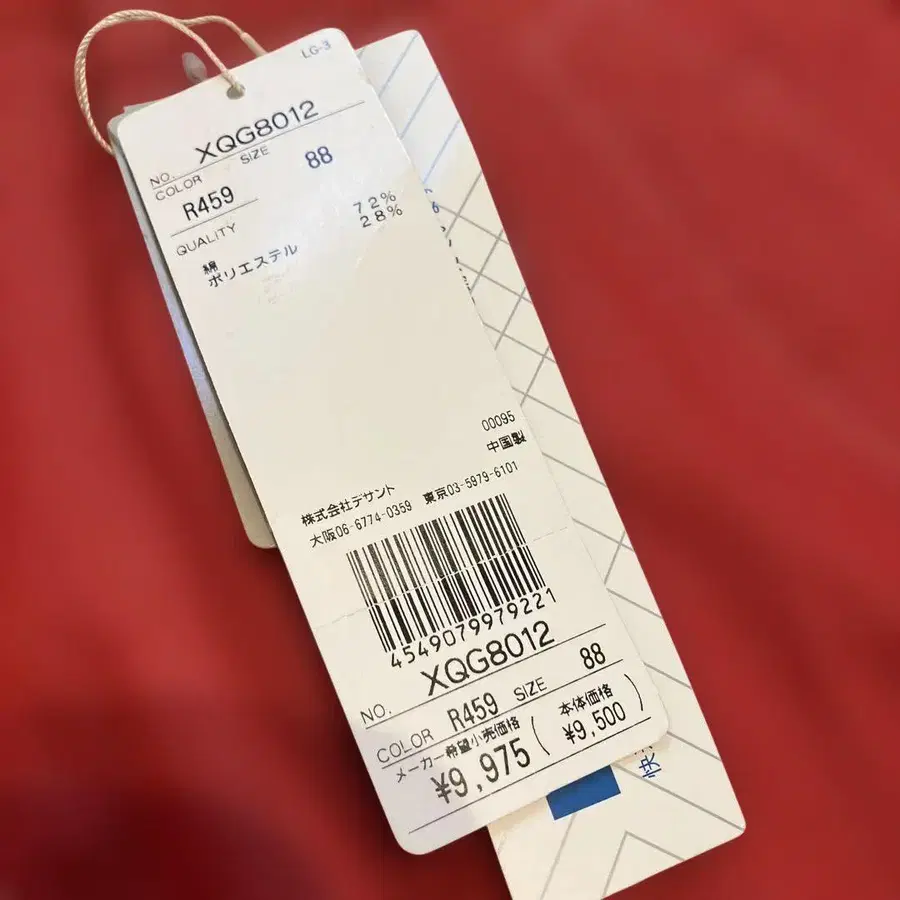 LG-3
NO. XQG8012
COLOR SIZE
R459 88
QUALITY
綿 72%
ポリエステル 28%
00095
中国製
株式会社デサント
大阪06-6774-0359 東京03-5979-6101
4549079979221
NO. XQG8012
COLOR R459 SIZE 88
メーカー希望小売価格 (本体価格
¥9,975 ¥9,500)
快